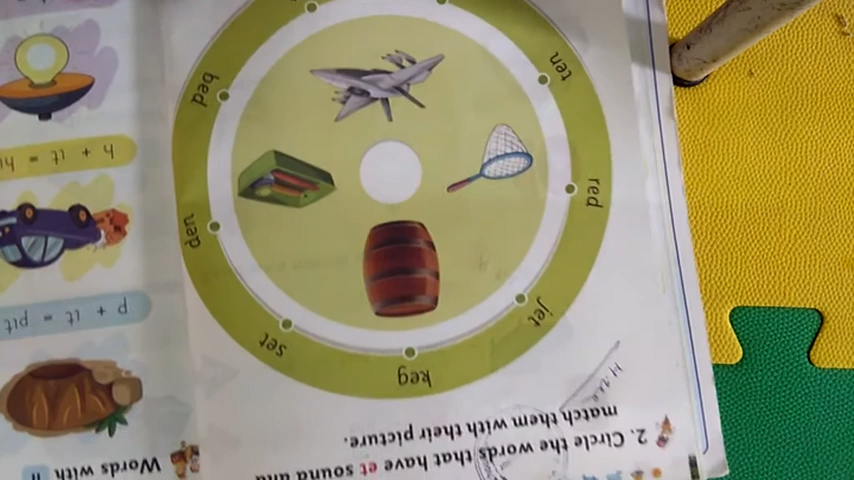 2. Circle the words that have et sound and
match them with their picture.
keg
set
jet
red
ten
bed
Words with
p + it = pit
h + it = hi